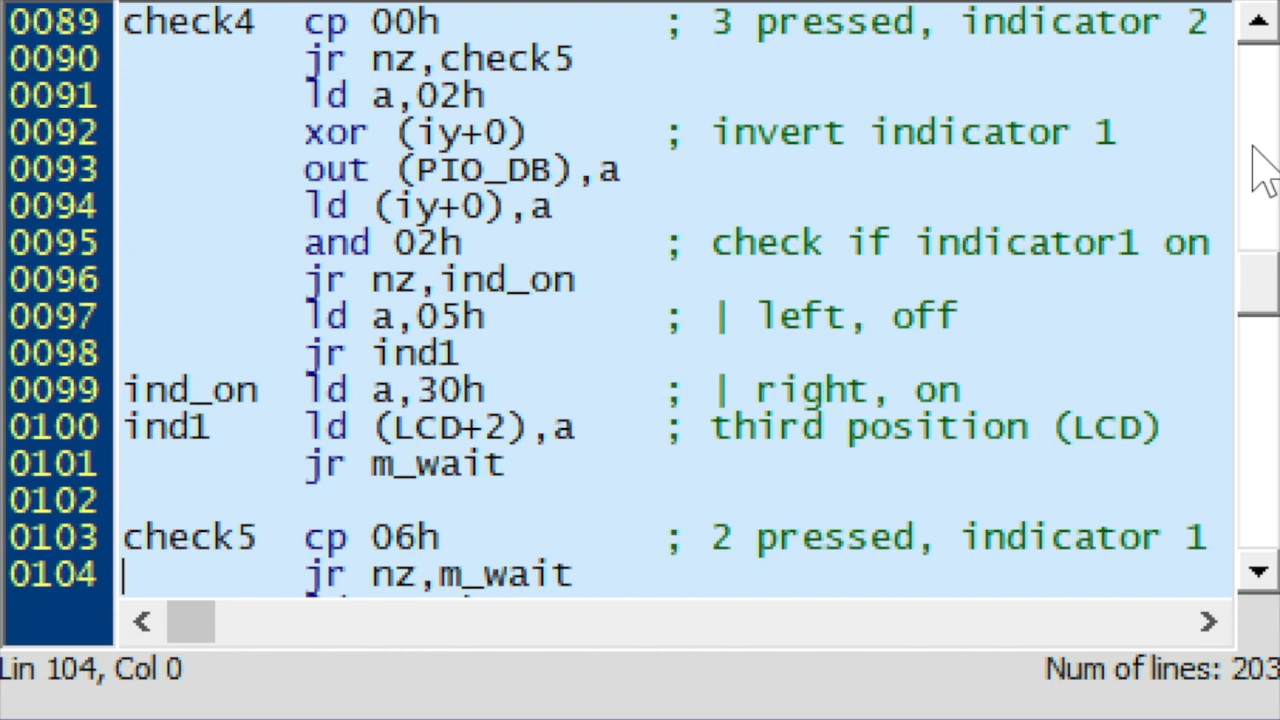 0089 check4 cp 00h ; 3 pressed, indicator 2
0090 jr nz,check5
0091 ld a,02h
0092 xor (iy+0) ; invert indicator 1
0093 out (PIO_DB),a
0094 ld (iy+0),a
0095 and 02h ; check if indicator1 on
0096 jr nz,ind_on
0097 ld a,05h ; | left, off
0098 jr ind1
0099 ind_on ld a,30h ; | right, on
0100 ind1 ld (LCD+2),a ; third position (LCD)
0101 jr m_wait
0102
0103 check5 cp 06h ; 2 pressed, indicator 1
0104 jr nz,m_wait
Lin 104, Col 0 Num of lines: 203